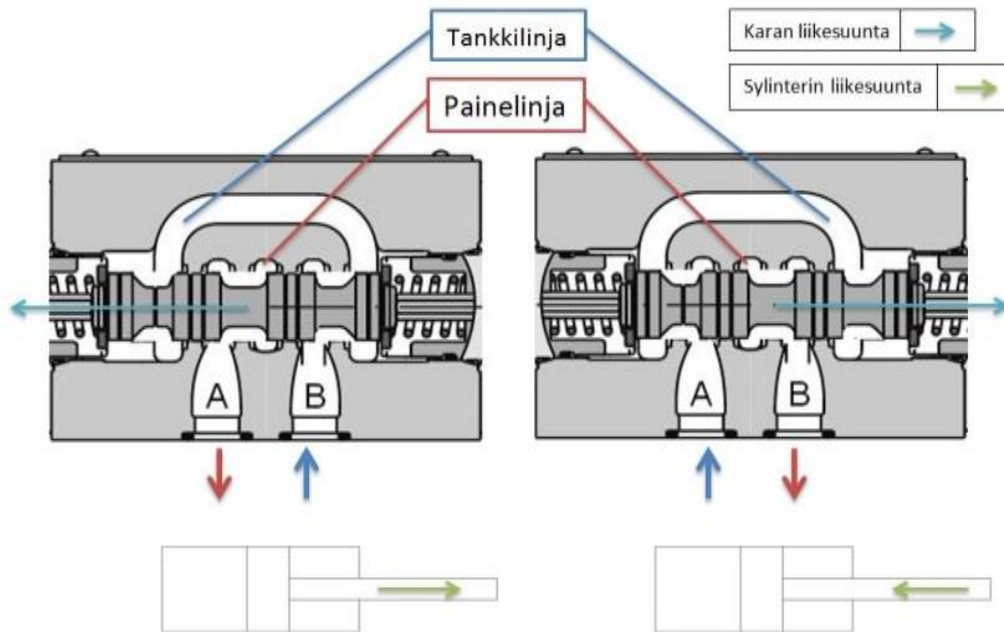 Tankkilinja
Karan liikesuunta
Sylinterin liikesuunta
Painelinja
A
B
A
B